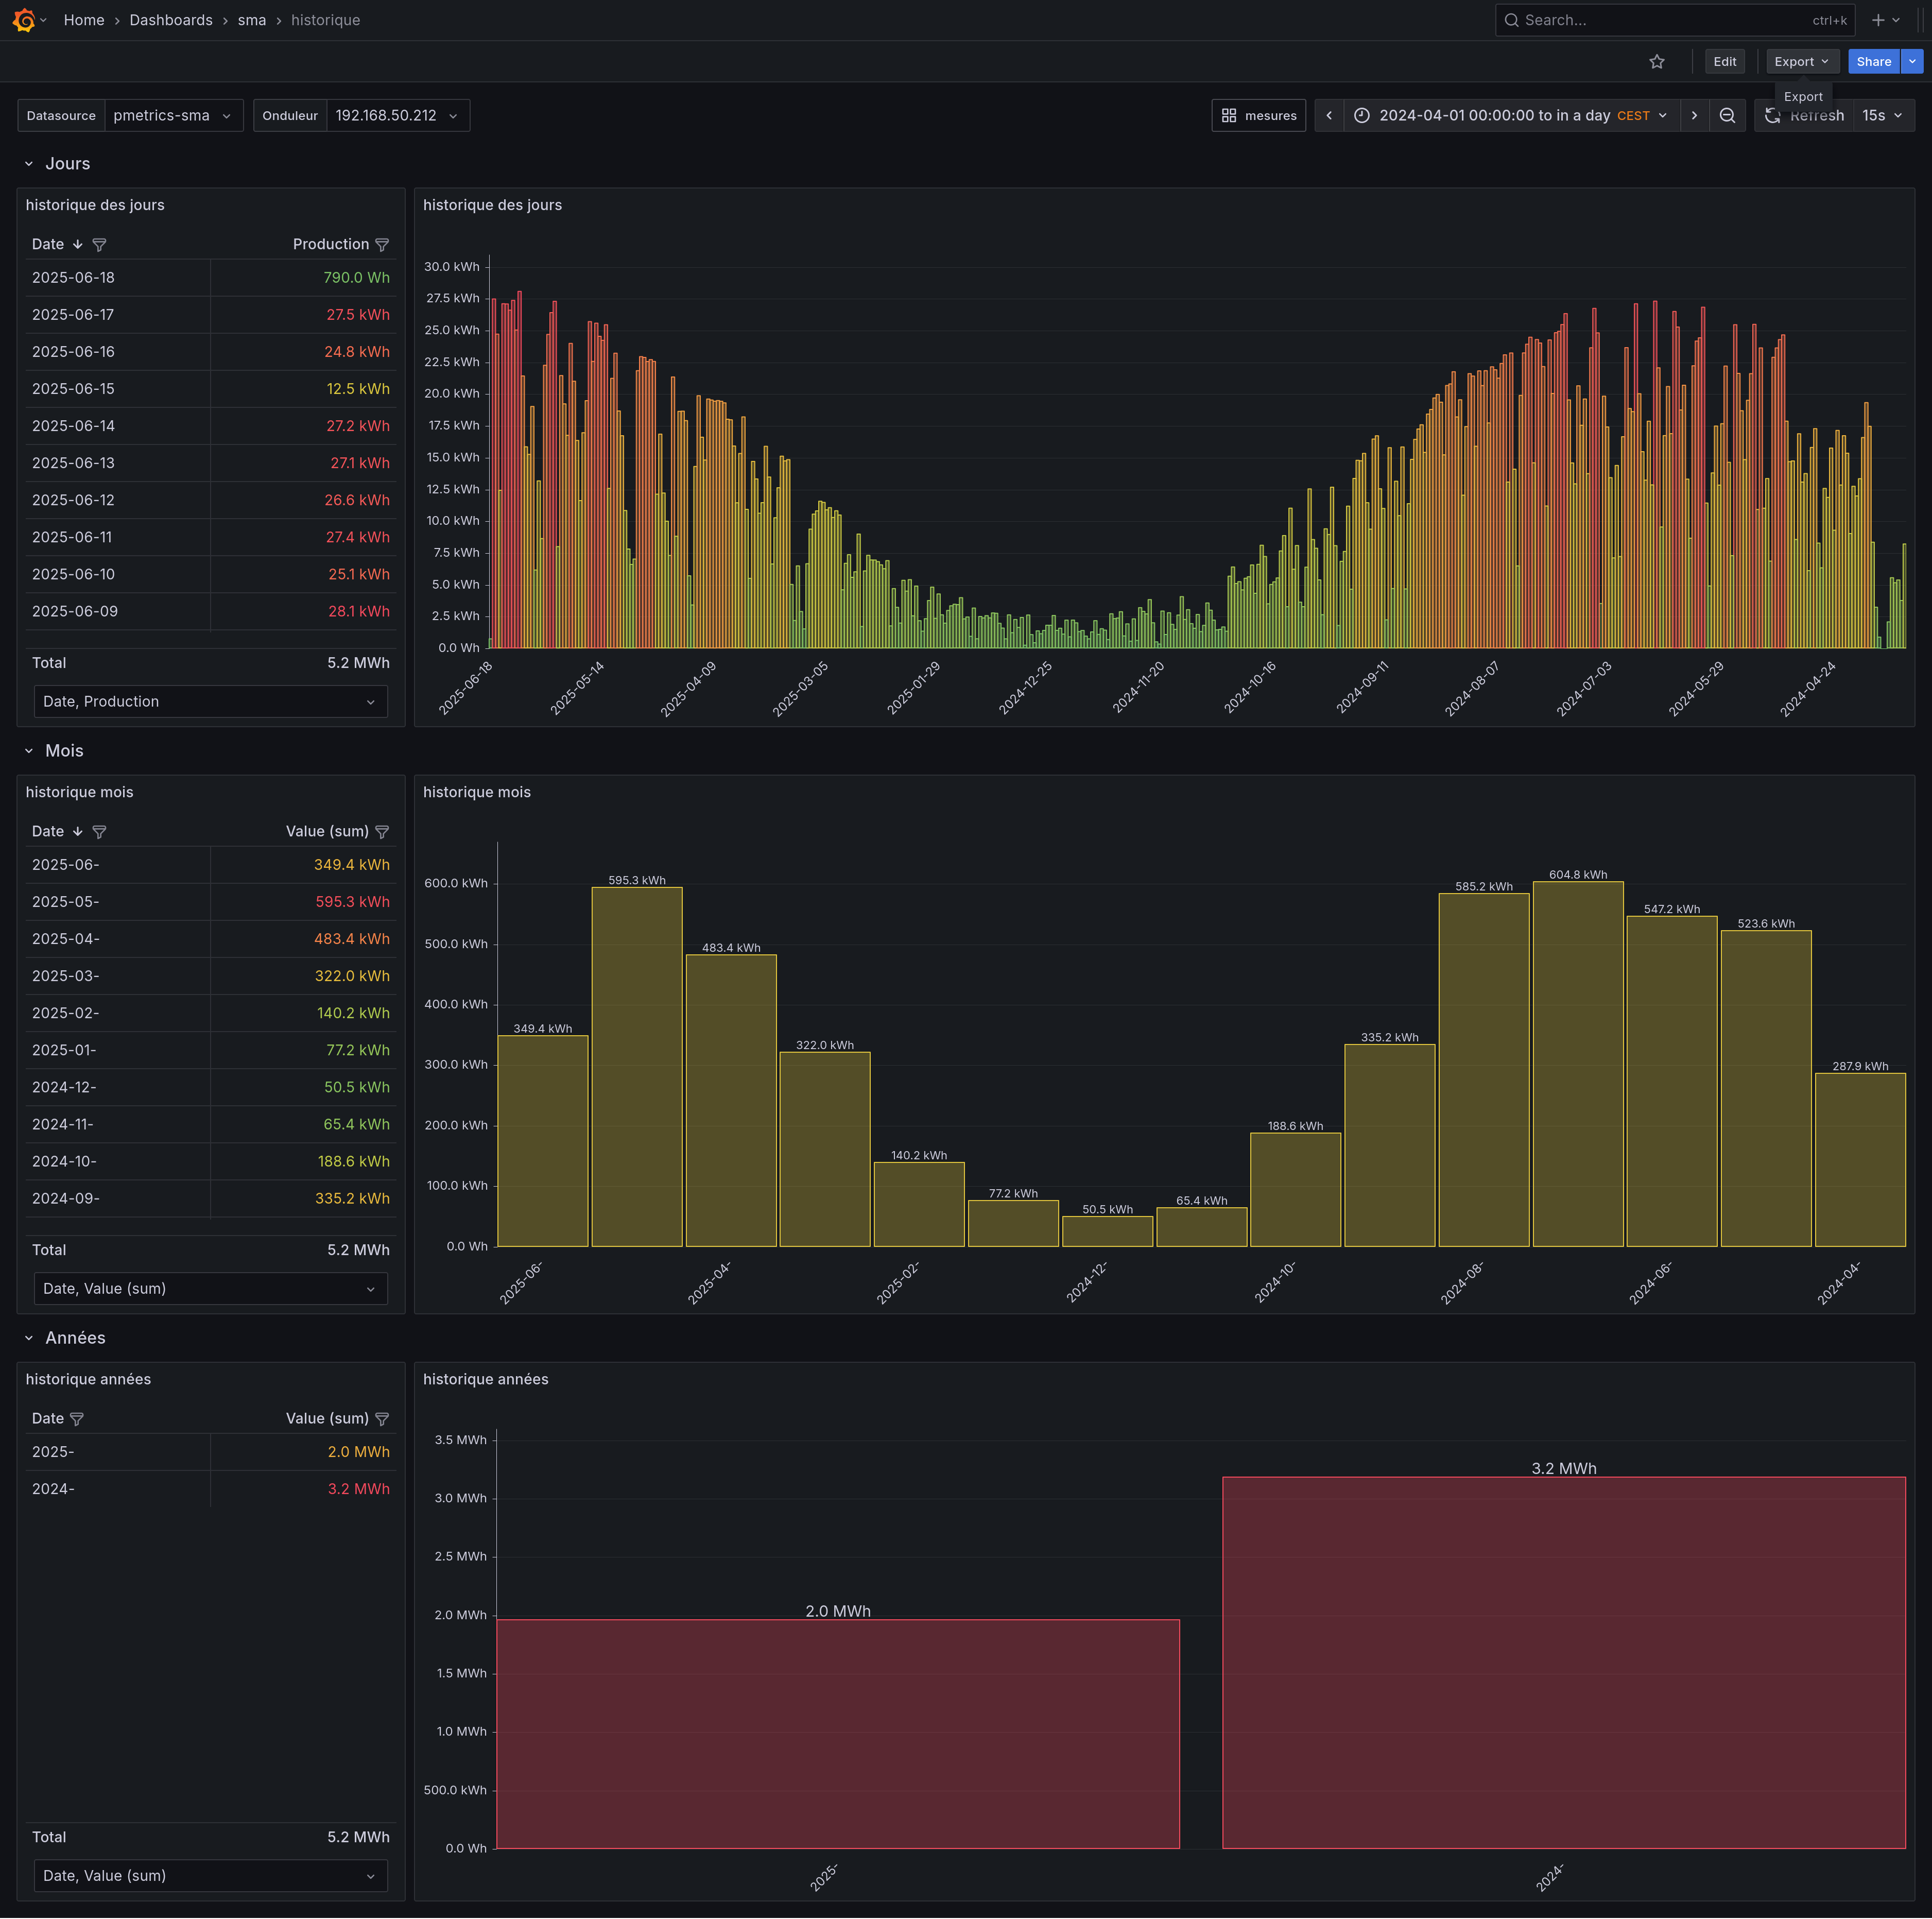 Home › Dashboards › sma › historique
Search... ctrl+k
Edit Export Share
Export
Datasource pmetrics-sma Onduleur 192.168.50.212 mesures 2024-04-01 00:00:00 to in a day CEST Refresh 15s
Jours
historique des jours
Date Production
2025-06-18 790.0 Wh
2025-06-17 27.5 kWh
2025-06-16 24.8 kWh
2025-06-15 12.5 kWh
2025-06-14 27.2 kWh
2025-06-13 27.1 kWh
2025-06-12 26.6 kWh
2025-06-11 27.4 kWh
2025-06-10 25.1 kWh
2025-06-09 28.1 kWh
Total 5.2 MWh
Date, Production
historique des jours
30.0 kWh
27.5 kWh
25.0 kWh
22.5 kWh
20.0 kWh
17.5 kWh
15.0 kWh
12.5 kWh
10.0 kWh
7.5 kWh
5.0 kWh
2.5 kWh
0.0 Wh
2025-06-18 2025-05-14 2025-04-09 2025-03-05 2025-01-29 2024-12-25 2024-11-20 2024-10-16 2024-09-11 2024-08-07 2024-07-03 2024-05-29 2024-04-24
Mois
historique mois
Date Value (sum)
2025-06- 349.4 kWh
2025-05- 595.3 kWh
2025-04- 483.4 kWh
2025-03- 322.0 kWh
2025-02- 140.2 kWh
2025-01- 77.2 kWh
2024-12- 50.5 kWh
2024-11- 65.4 kWh
2024-10- 188.6 kWh
2024-09- 335.2 kWh
Total 5.2 MWh
Date, Value (sum)
historique mois
600.0 kWh
500.0 kWh
400.0 kWh
300.0 kWh
200.0 kWh
100.0 kWh
0.0 Wh
349.4 kWh 595.3 kWh 483.4 kWh 322.0 kWh 140.2 kWh 77.2 kWh 50.5 kWh 65.4 kWh 188.6 kWh 335.2 kWh 585.2 kWh 604.8 kWh 547.2 kWh 523.6 kWh 287.9 kWh
2025-06- 2025-04- 2025-02- 2024-12- 2024-10- 2024-08- 2024-06- 2024-04-
Années
historique années
Date Value (sum)
2025- 2.0 MWh
2024- 3.2 MWh
Total 5.2 MWh
Date, Value (sum)
historique années
3.5 MWh
3.0 MWh
2.5 MWh
2.0 MWh
1.5 MWh
1.0 MWh
500.0 kWh
0.0 Wh
2.0 MWh 3.2 MWh
2025- 2024-